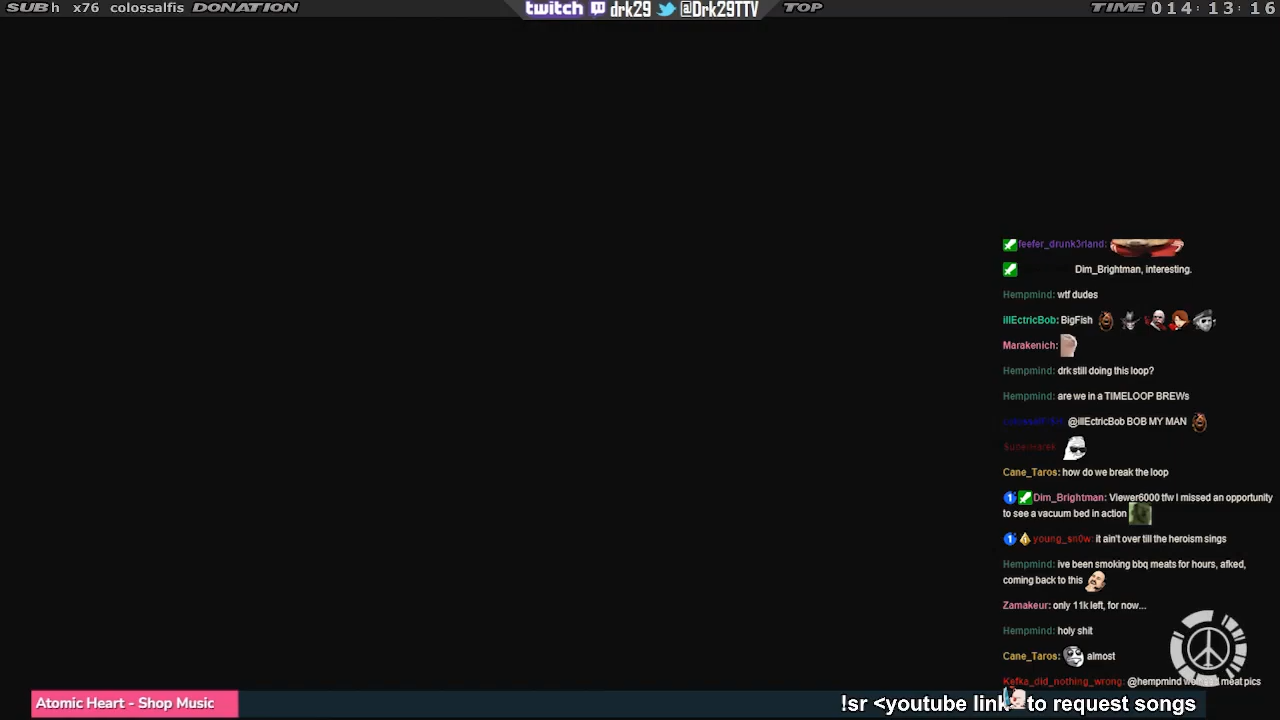 SUB h x76 colossalfis DONATION twitch drk29 @Drk29TTV TOP TIME 014:13:16
feefer_drunk3rland:
Dim_Brightman, interesting.
Hempmind: wtf dudes
illEctricBob: BigFish
Marakenich:
Hempmind: drk still doing this loop?
Hempmind: are we in a TIMELOOP BREWs
@illEctricBob BOB MY MAN
SuperMarek:
Cane_Taros: how do we break the loop
Dim_Brightman: Viewer6000 tfw I missed an opportunity
to see a vacuum bed in action
young_sn0w: it ain't over till the heroism sings
Hempmind: ive been smoking bbq meats for hours, afked,
coming back to this
Zamakeur: only 11k left, for now...
Hempmind: holy shit
Cane_Taros: almost
Kefka_did_nothing_wrong: @hempmind meat pics
Atomic Heart - Shop Music
!sr <youtube link to request songs